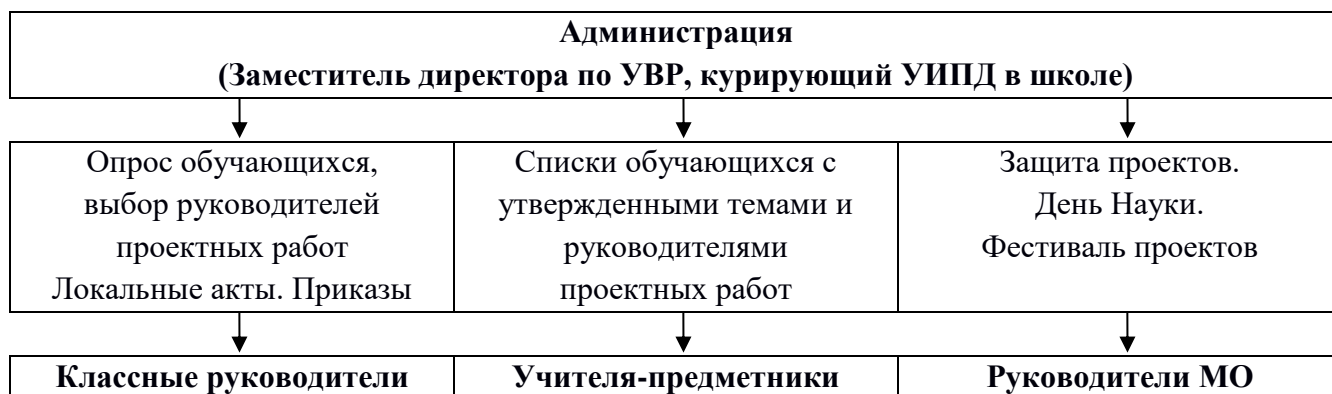 Администрация
(Заместитель директора по УВР, курирующий УИПД в школе)
Опрос обучающихся,
выбор руководителей
проектных работ
Локальные акты. Приказы
Списки обучающихся с
утвержденными темами и
руководителями
проектных работ
Защита проектов.
День Науки.
Фестиваль проектов
Классные руководители
Учителя-предметники
Руководители МО